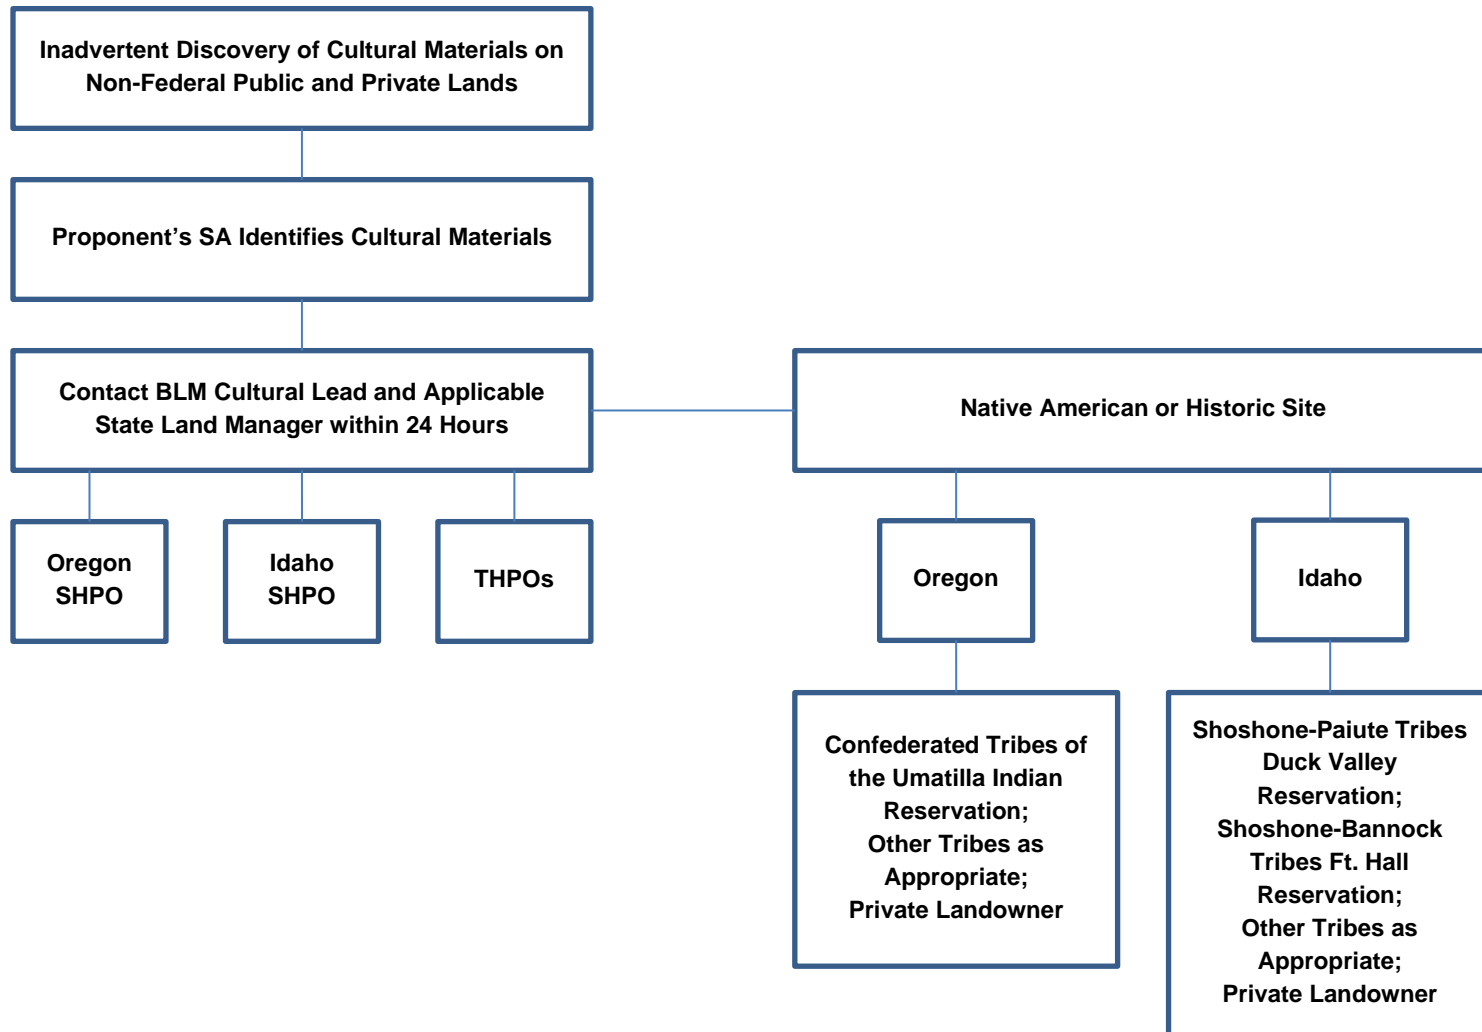 Inadvertent Discovery of Cultural Materials on
Non-Federal Public and Private Lands
Proponent’s SA Identifies Cultural Materials
Contact BLM Cultural Lead and Applicable
State Land Manager within 24 Hours
Native American or Historic Site
Oregon
SHPO
Idaho
SHPO
THPOs
Oregon
Idaho
Confederated Tribes of
the Umatilla Indian
Reservation;
Other Tribes as
Appropriate;
Private Landowner
Shoshone-Paiute Tribes
Duck Valley
Reservation;
Shoshone-Bannock
Tribes Ft. Hall
Reservation;
Other Tribes as
Appropriate;
Private Landowner